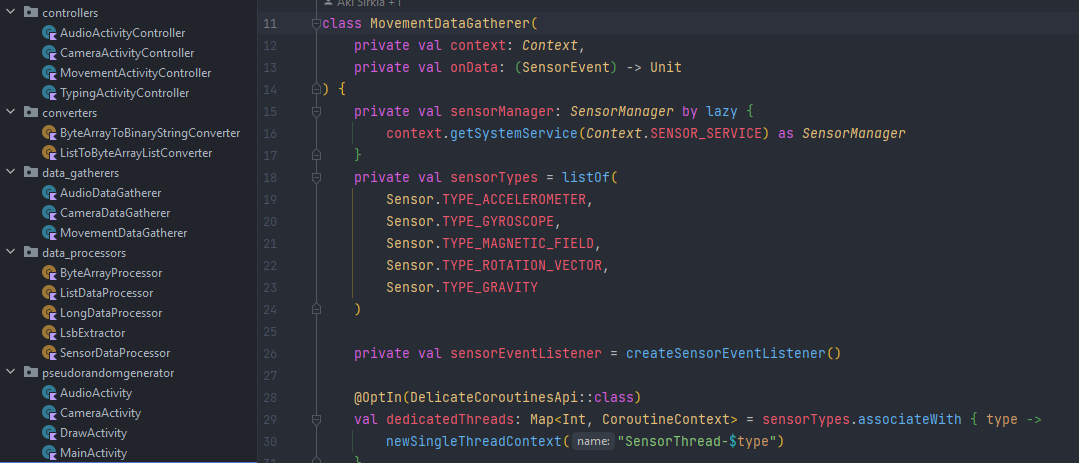 controllers
AudioActivityController
CameraActivityController
MovementActivityController
TypingActivityController
converters
ByteArrayToBinaryStringConverter
ListToByteArrayListConverter
data_gatherers
AudioDataGatherer
CameraDataGatherer
MovementDataGatherer
data_processors
ByteArrayProcessor
ListDataProcessor
LongDataProcessor
LsbExtractor
SensorDataProcessor
pseudorandomgenerator
AudioActivity
CameraActivity
DrawActivity
MainActivity
Aki Sirkiä + 1
11 class MovementDataGatherer(
12 private val context: Context,
13 private val onData: (SensorEvent) -> Unit
14 ) {
15 private val sensorManager: SensorManager by lazy {
16 context.getSystemService(Context.SENSOR_SERVICE) as SensorManager
17 }
18 private val sensorTypes = listOf(
19 Sensor.TYPE_ACCELEROMETER,
20 Sensor.TYPE_GYROSCOPE,
21 Sensor.TYPE_MAGNETIC_FIELD,
22 Sensor.TYPE_ROTATION_VECTOR,
23 Sensor.TYPE_GRAVITY
24 )
25
26 private val sensorEventListener = createSensorEventListener()
27
28 @OptIn(DelicateCoroutinesApi::class)
29 val dedicatedThreads: Map<Int, CoroutineContext> = sensorTypes.associateWith { type ->
30 newSingleThreadContext( name: "SensorThread-$type")
31 }